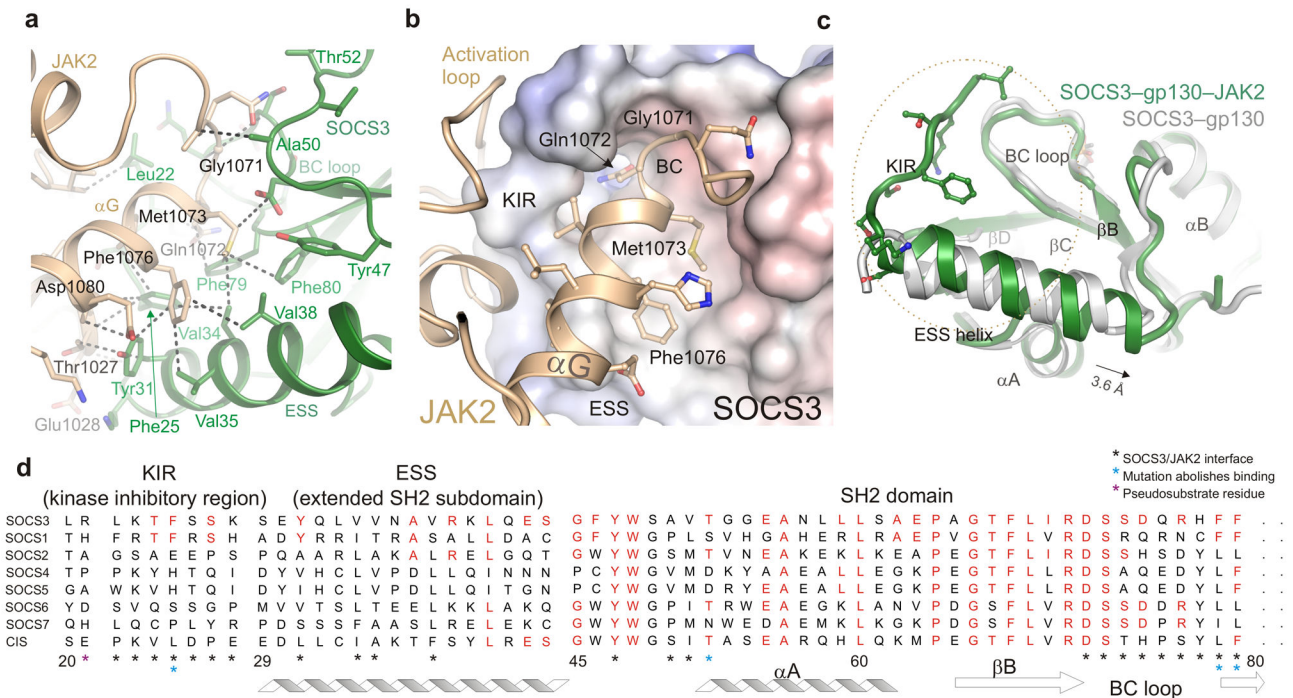 a
JAK2
Thr52
SOCS3
Gly1071
Ala50
BC loop
Leu22
αG
Met1073
Gln1072
Phe1076
Tyr47
Asp1080
Phe79
Phe80
Val38
Val34
Thr1027
Tyr31
Glu1028
Phe25
Val35
ESS
b
Activation
loop
Gly1071
Gln1072
BC
KIR
Met1073
Phe1076
αG
ESS
JAK2
SOCS3
c
SOCS3–gp130–JAK2
SOCS3–gp130
KIR
BC loop
αB
βD
βC
βB
ESS helix
αA
3.6 Å
d
KIR
(kinase inhibitory region)
ESS
(extended SH2 subdomain)
SH2 domain
* SOCS3/JAK2 interface
* Mutation abolishes binding
* Pseudosubstrate residue
SOCS3 L R L K T F S S K S E Y Q L V V N A V R K L Q E S G F Y W S A V T G G E A N L L L S A E P A G T F L I R D S S D Q R H F F . .
SOCS1 T H F R T F R S H A D Y R R I T R A S A L L D A C G F Y W G P L S V H G A H E R L R A E P V G T F L V R D S R Q R N C F F . .
SOCS2 T A G S A E E P S P Q A A R L A K A L R E L G Q T G W Y W G S M T V N E A K E K L K E A P E G T F L I R D S S H S D Y L L . .
SOCS4 T P P K Y H T Q I D Y V H C L V P D L L Q I N N N P C Y W G V M D K Y A A E A L L E G K P E G T F L L R D S A Q E D Y L F . .
SOCS5 G A W K V H T Q I D Y I H C L V P D L L Q I T G N P C Y W G V M D R Y E A E A L L E G K P E G T F L L R D S A Q E D Y L F . .
SOCS6 Y D S V Q S S G P M V V T S L T E E L K K L A K Q G W Y W G P I T R W E A E G K L A N V P D G S F L V R D S S D D R Y L L . .
SOCS7 Q H L Q C P L Y R P D S S S F A A S L R E L E K C G W Y W G P M N W E D A E M K L K G K P D G S F L V R D S S D P R Y I L . .
CIS S E P K V L D P E E D L L C I A K T F S Y L R E S G W Y W G S I T A S E A R Q H L Q K M P E G T F L V R D S T H P S Y L F . .
20 * * * * * * * * 29 * * * * 45 * * * * 60 * * * * * * * * * 80
* * *
αA
βB
BC loop